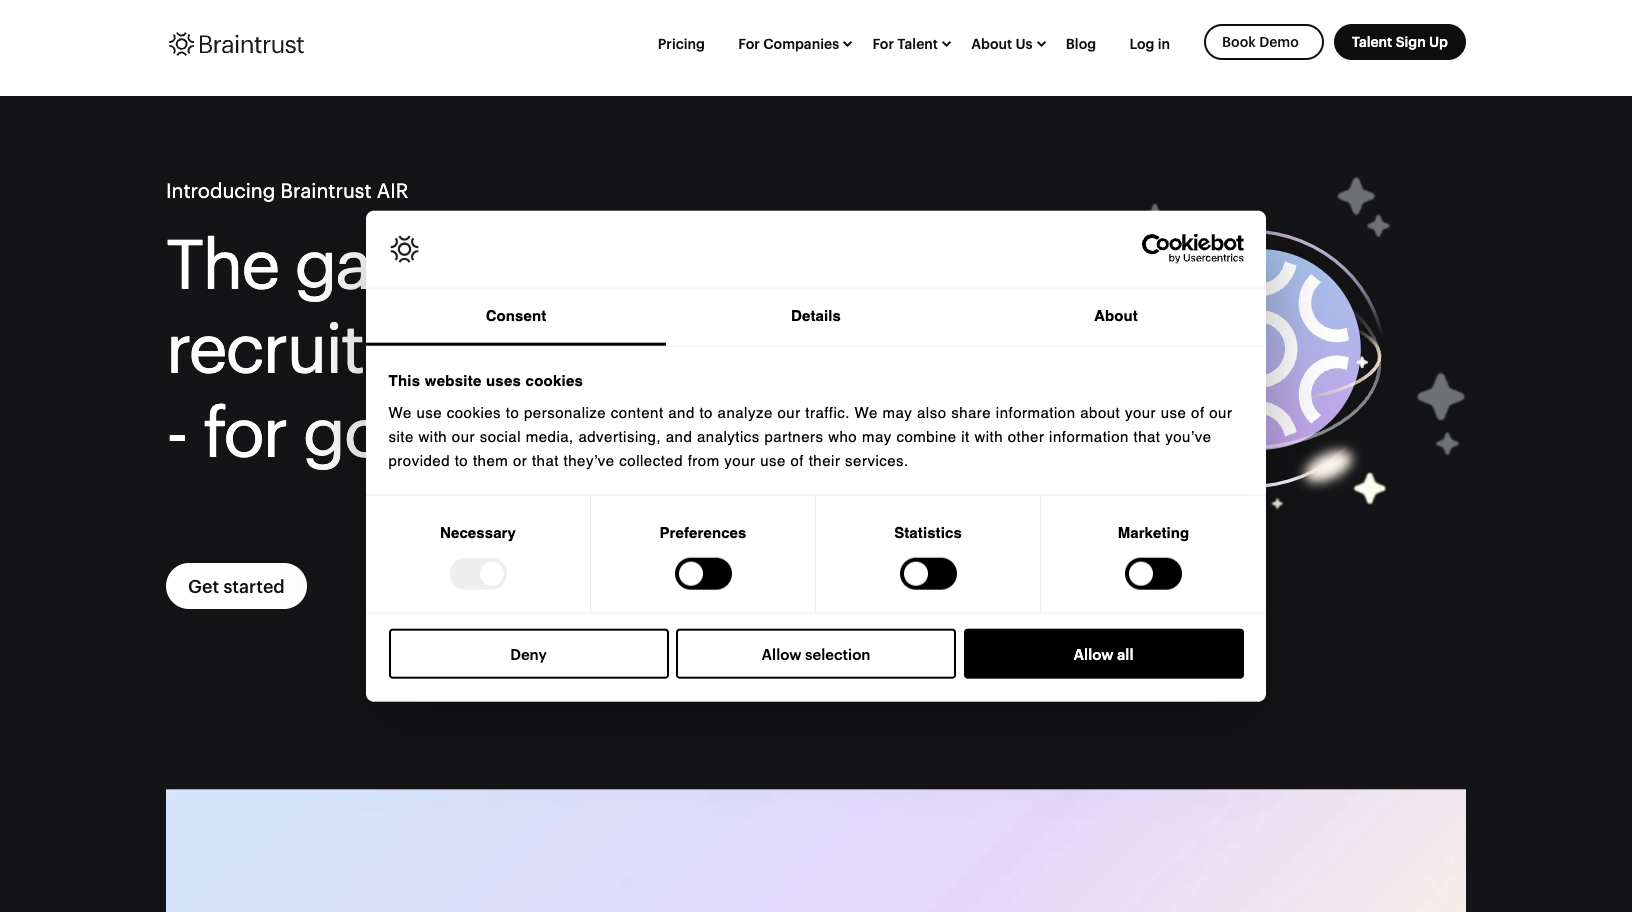 Braintrust
Pricing
For Companies
For Talent
About Us
Blog
Log in
Book Demo
Talent Sign Up
Introducing Braintrust AIR
The
recruit
- for
Get started
Cookiebot
by Usercentrics
Consent
Details
About
This website uses cookies
We use cookies to personalize content and to analyze our traffic. We may also share information about your use of our
site with our social media, advertising, and analytics partners who may combine it with other information that you’ve
provided to them or that they’ve collected from your use of their services.
Necessary
Preferences
Statistics
Marketing
Deny
Allow selection
Allow all